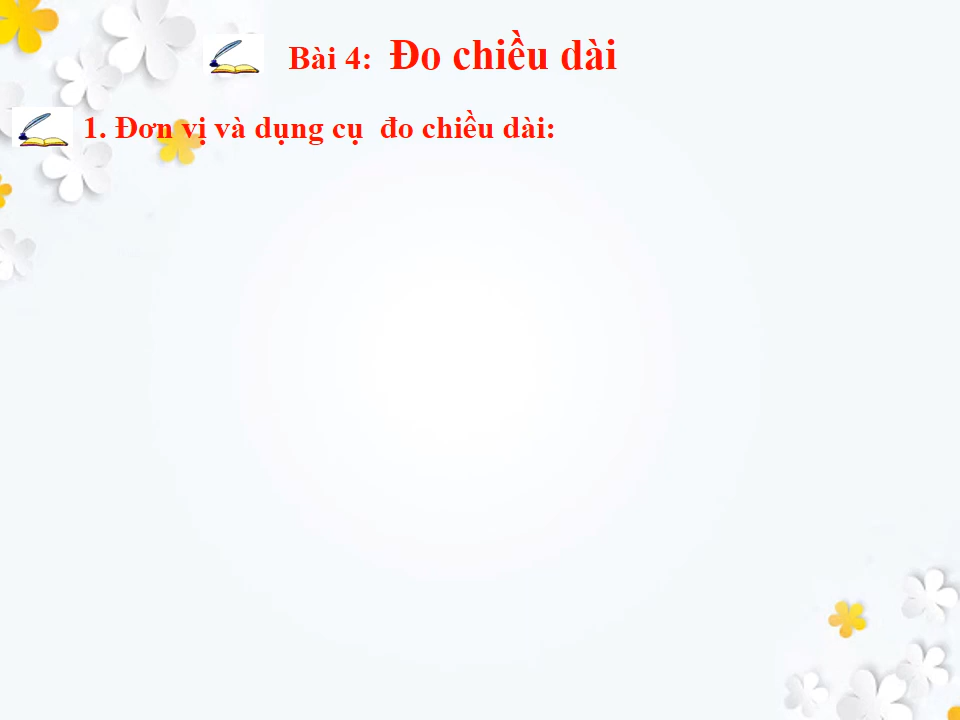 Bài 4: Đo chiều dài
1. Đơn vị và dụng cụ đo chiều dài: